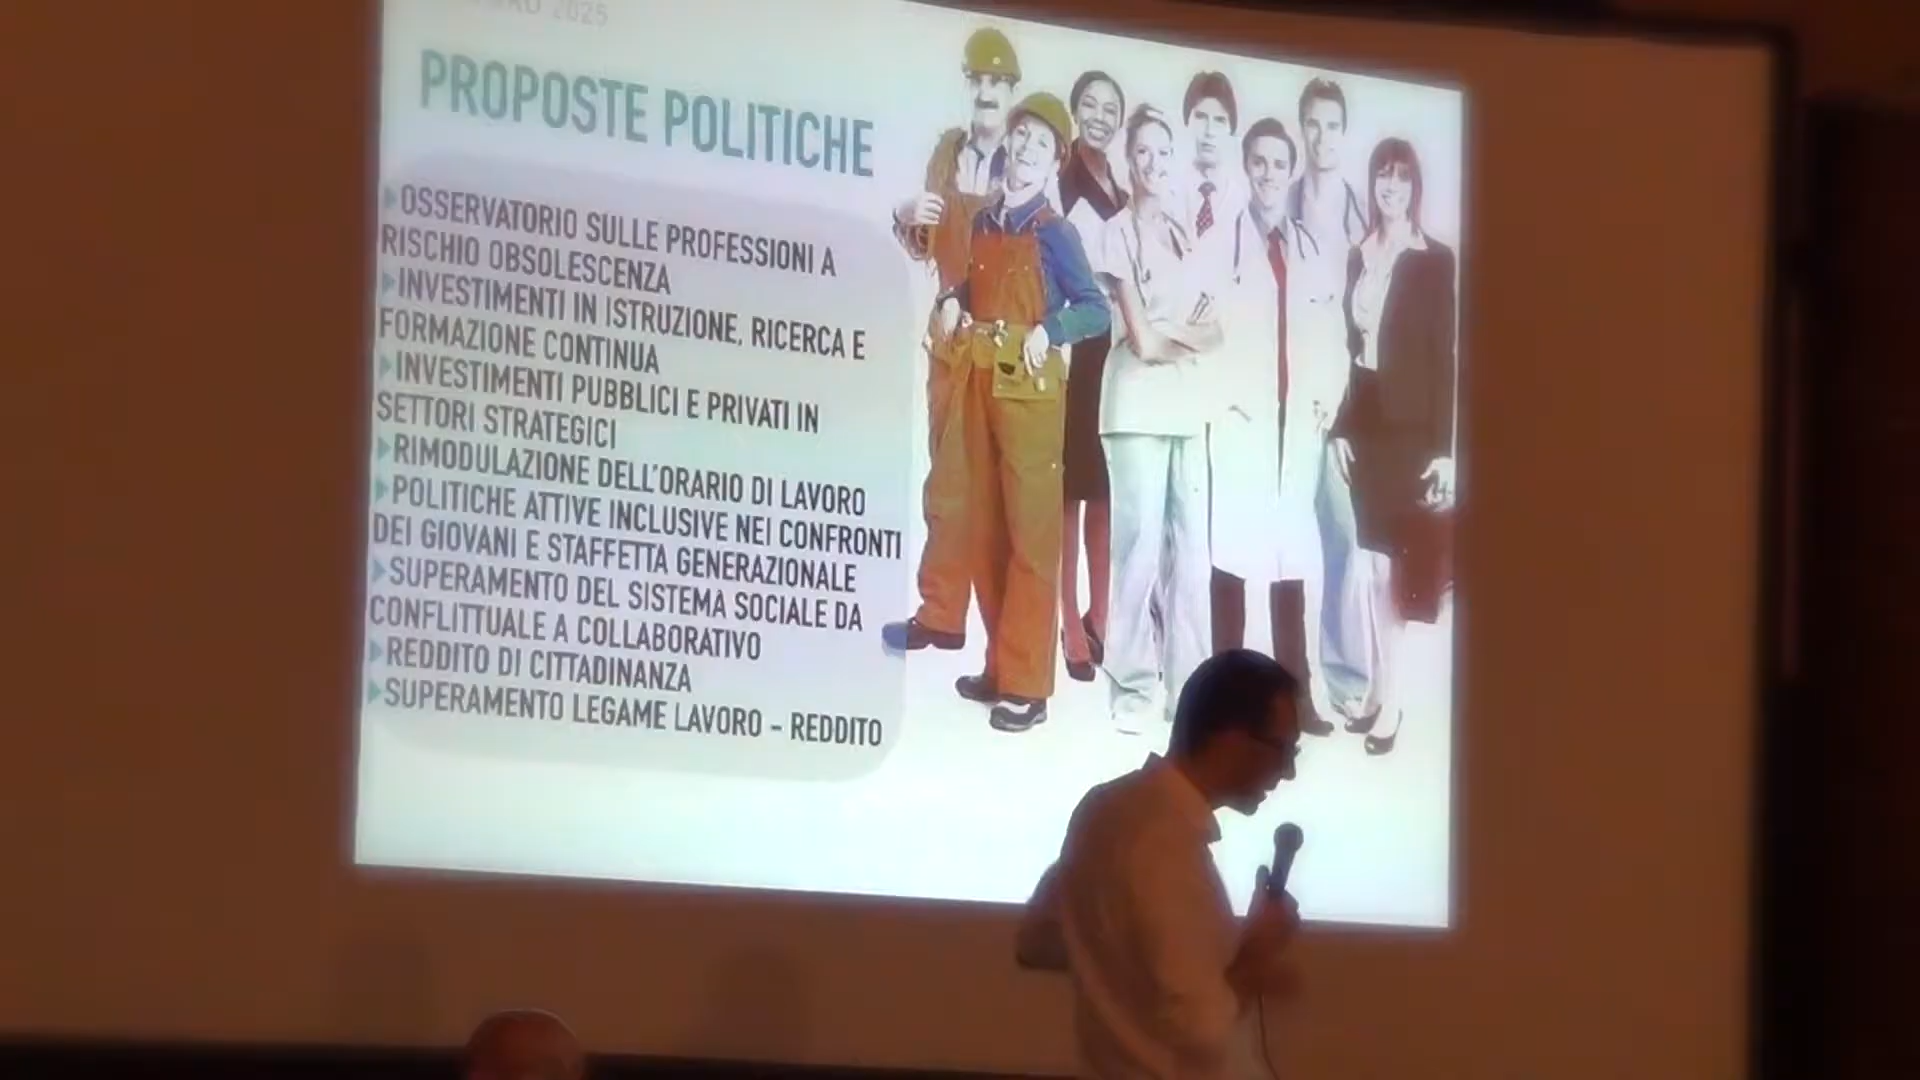 2025
PROPOSTE POLITICHE
OSSERVATORIO SULLE PROFESSIONI A
RISCHIO OBSOLESCENZA
INVESTIMENTI IN ISTRUZIONE, RICERCA E
FORMAZIONE CONTINUA
INVESTIMENTI PUBBLICI E PRIVATI IN
SETTORI STRATEGICI
RIMODULAZIONE DELL'ORARIO DI LAVORO
POLITICHE ATTIVE INCLUSIVE NEI CONFRONTI
DEI GIOVANI E STAFFETTA GENERAZIONALE
SUPERAMENTO DEL SISTEMA SOCIALE DA
CONFLITTUALE A COLLABORATIVO
REDDITO DI CITTADINANZA
SUPERAMENTO LEGAME LAVORO - REDDITO